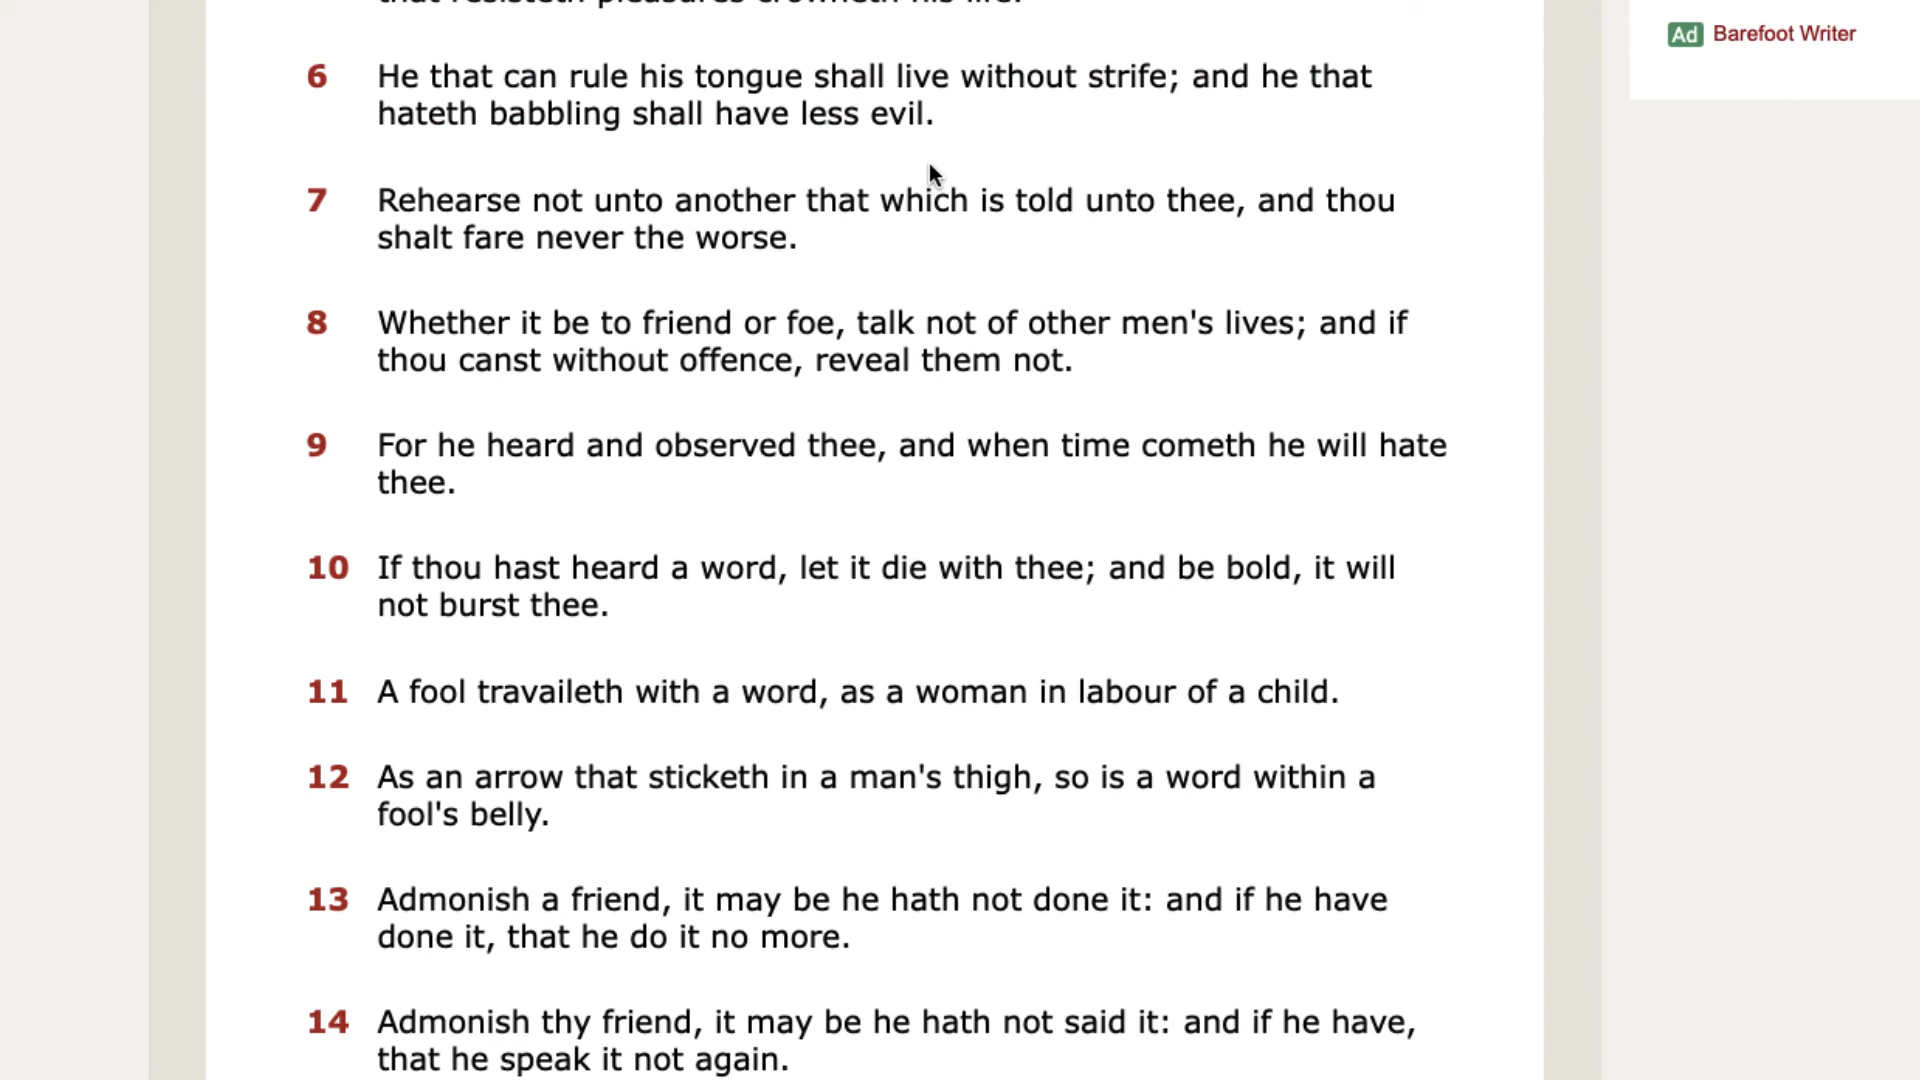 that resisteth pleasures crowneth his life.
6 He that can rule his tongue shall live without strife; and he that
hateth babbling shall have less evil.
7 Rehearse not unto another that which is told unto thee, and thou
shalt fare never the worse.
8 Whether it be to friend or foe, talk not of other men's lives; and if
thou canst without offence, reveal them not.
9 For he heard and observed thee, and when time cometh he will hate
thee.
10 If thou hast heard a word, let it die with thee; and be bold, it will
not burst thee.
11 A fool travaileth with a word, as a woman in labour of a child.
12 As an arrow that sticketh in a man's thigh, so is a word within a
fool's belly.
13 Admonish a friend, it may be he hath not done it: and if he have
done it, that he do it no more.
14 Admonish thy friend, it may be he hath not said it: and if he have,
that he speak it not again.
Ad Barefoot Writer